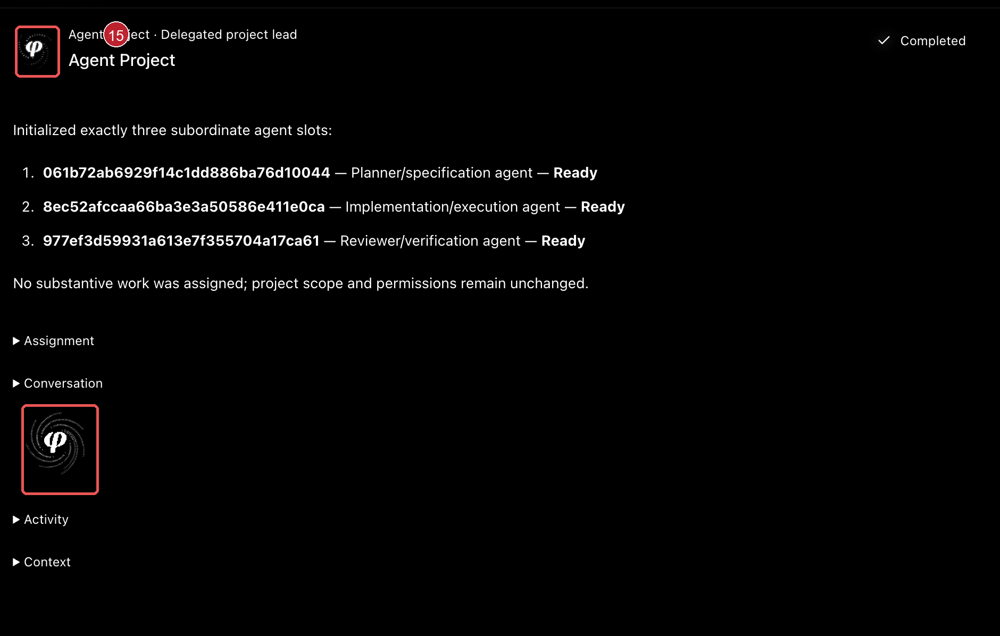 Agent ject · Delegated project lead
15
Agent Project
Completed
Initialized exactly three subordinate agent slots:
1. 061b72ab6929f14c1dd886ba76d10044 — Planner/specification agent — Ready
2. 8ec52afccaa66ba3e3a50586e411e0ca — Implementation/execution agent — Ready
3. 977ef3d59931a613e7f355704a17ca61 — Reviewer/verification agent — Ready
No substantive work was assigned; project scope and permissions remain unchanged.
Assignment
Conversation
φ
Activity
Context